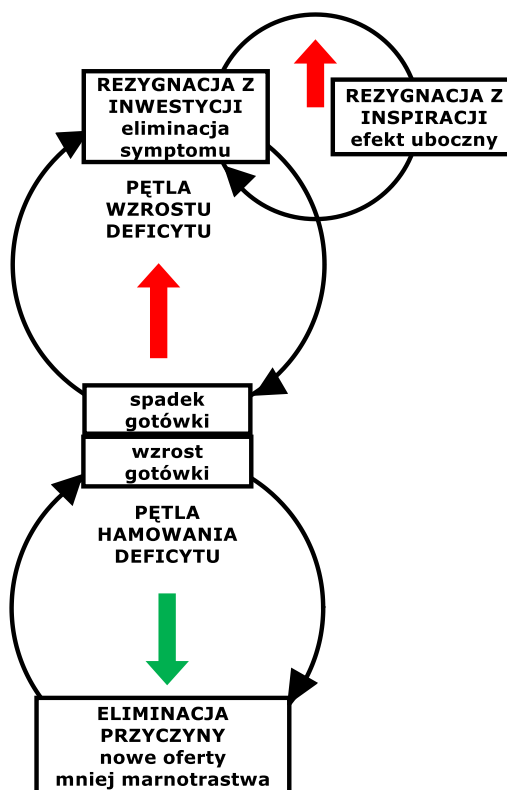 REZYGNACJA Z
INWESTYCJI
eliminacja
symptomu
REZYGNACJA Z
INSPIRACJI
efekt uboczny
PĘTLA
WZROSTU
DEFICYTU
spadek
gotówki
wzrost
gotówki
PĘTLA
HAMOWANIA
DEFICYTU
ELIMINACJA
PRZYCZYNY
nowe oferty
mniej marnotrastwa